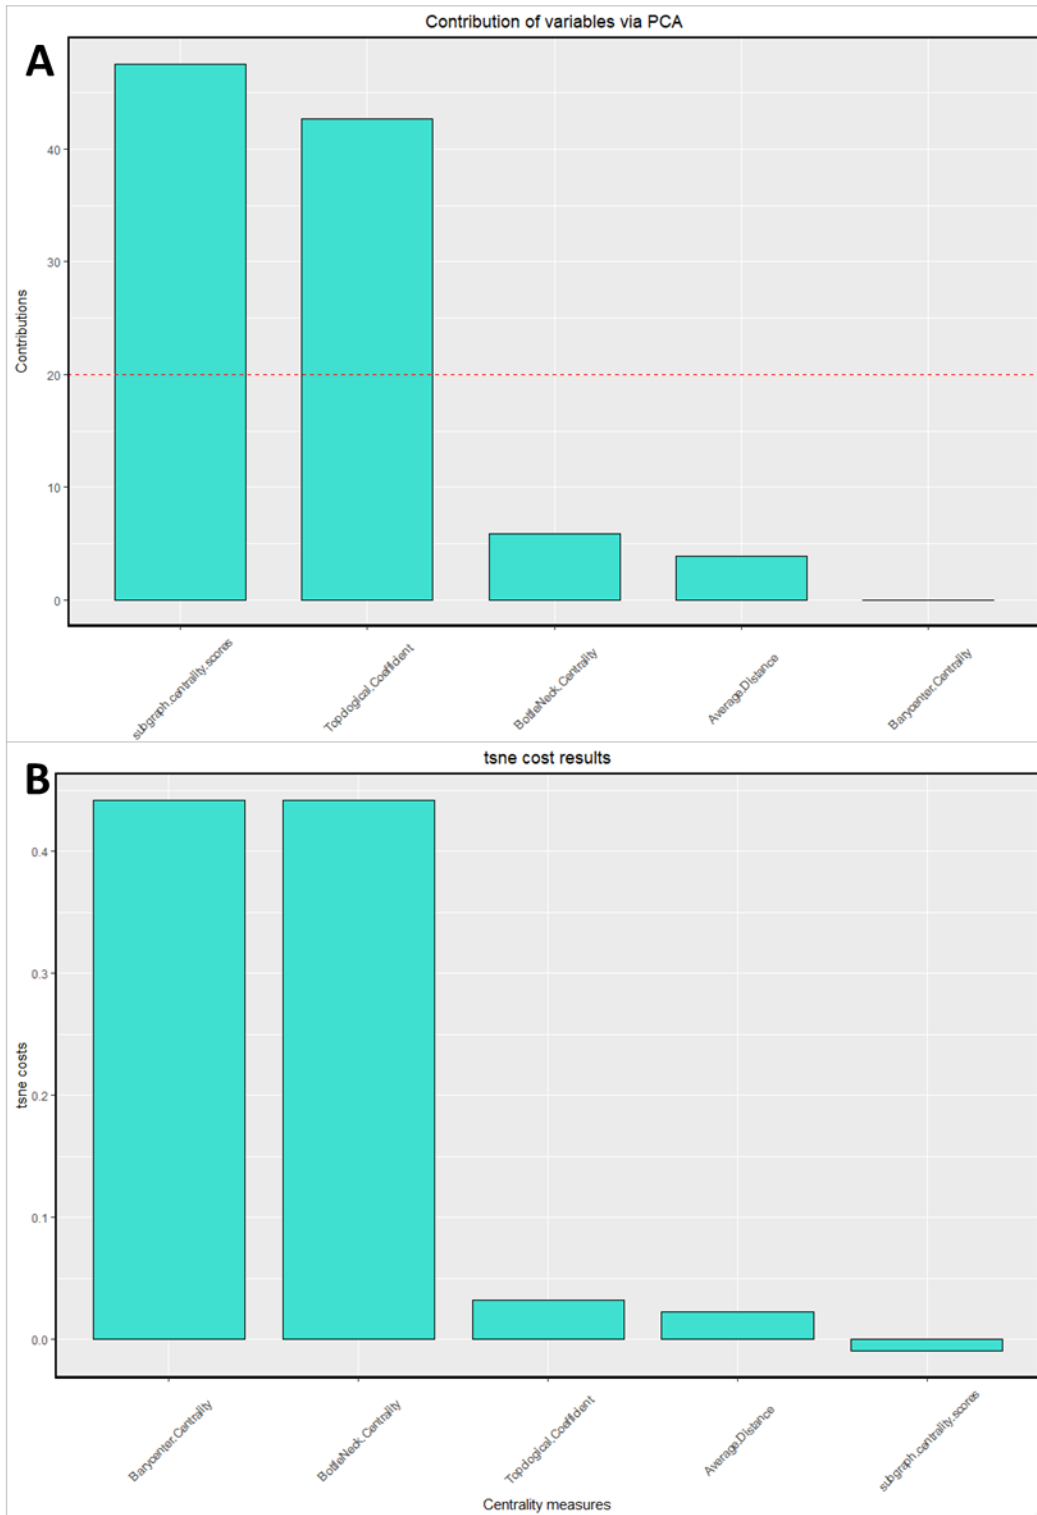 Contribution of variables via PCA
A
40
30
20
10
0
Contributions
subgraph.centrality.scores
Topological.Coefficient
BottleNeck.Centrality
Average.Distance
Barycenter.Centrality
tsne cost results
B
0.4
0.3
0.2
0.1
0.0
tsne costs
Barycenter.Centrality
BottleNeck.Centrality
Topological.Coefficient
Average.Distance
subgraph.centrality.scores
Centrality measures